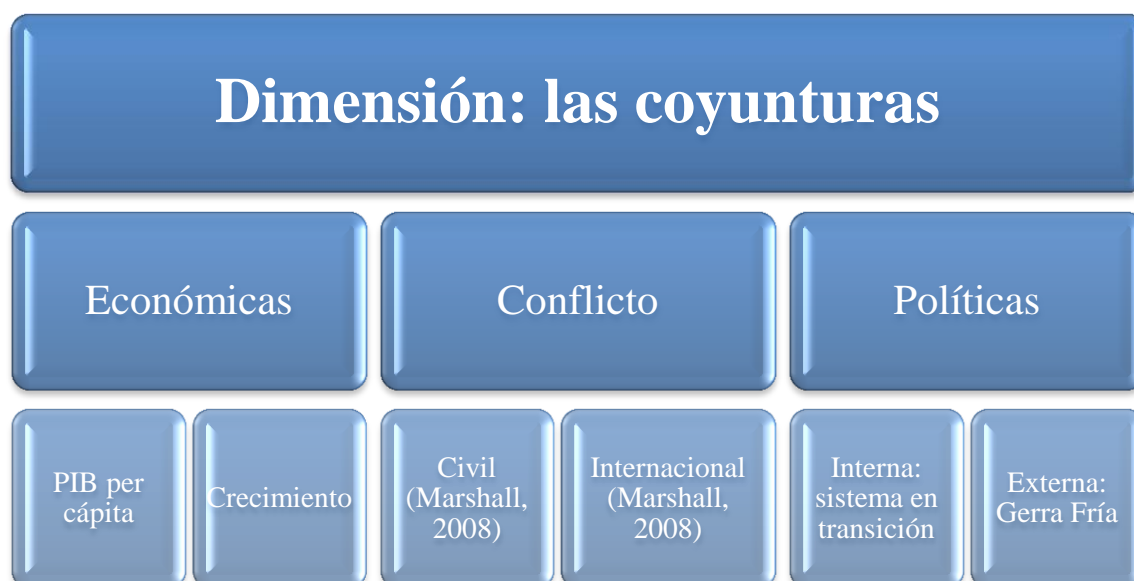 Dimensión: las coyunturas
Económicas
Conflicto
Políticas
PIB per
cápita
Crecimiento
Civil
(Marshall,
2008)
Internacional
(Marshall,
2008)
Interna:
sistema en
transición
Externa:
Gerra Fría